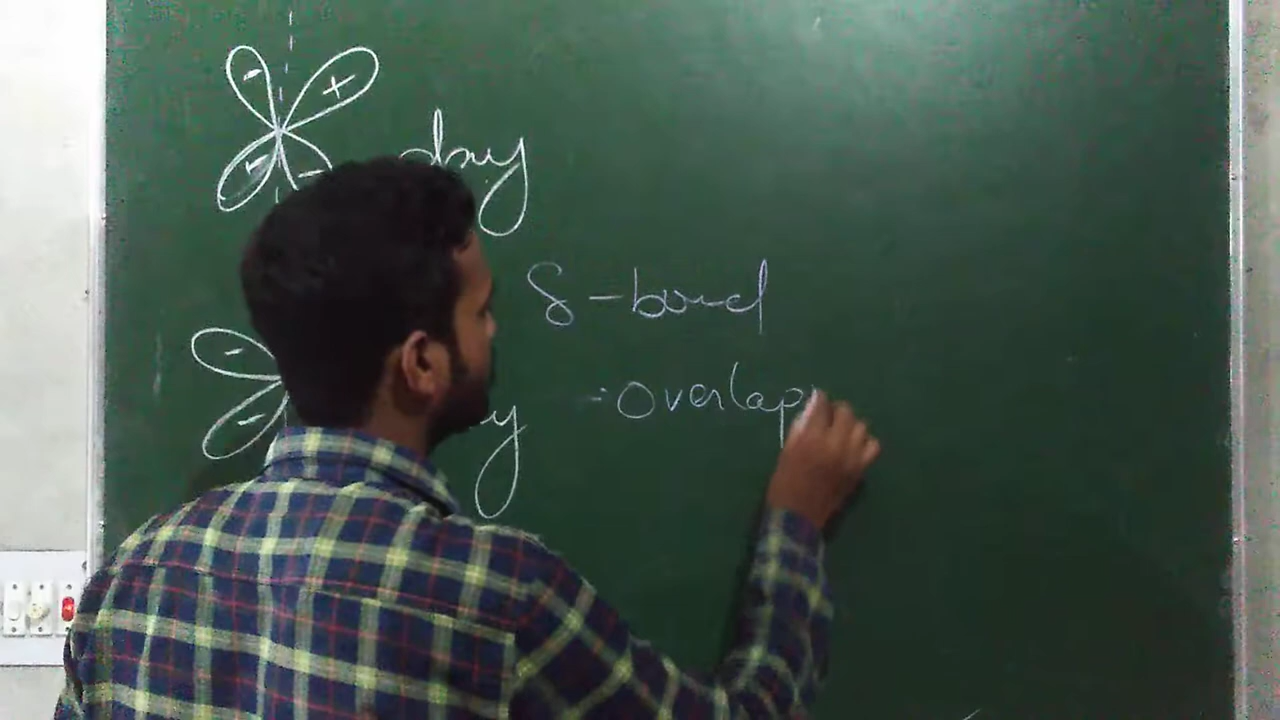 - +
- -
dxy
δ-bond
- -
y
- overlap